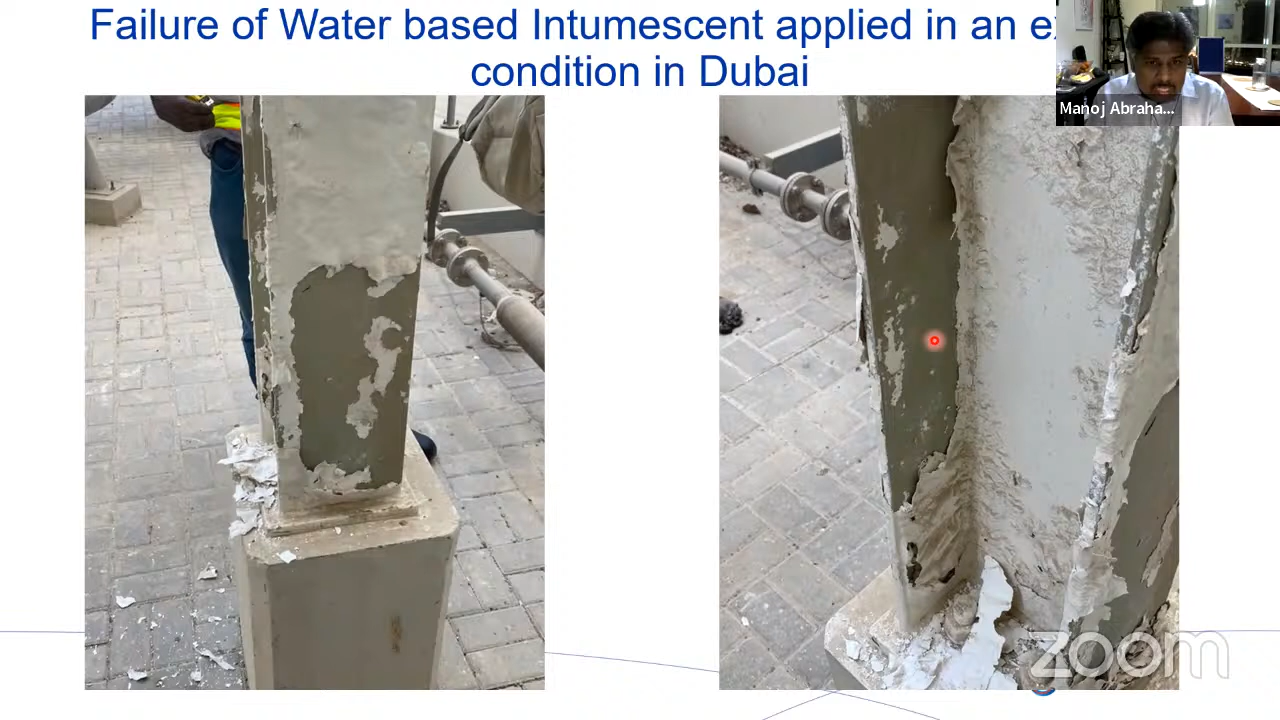 Failure of Water based Intumescent applied in an
condition in Dubai
Manoj Abraha...
zoom